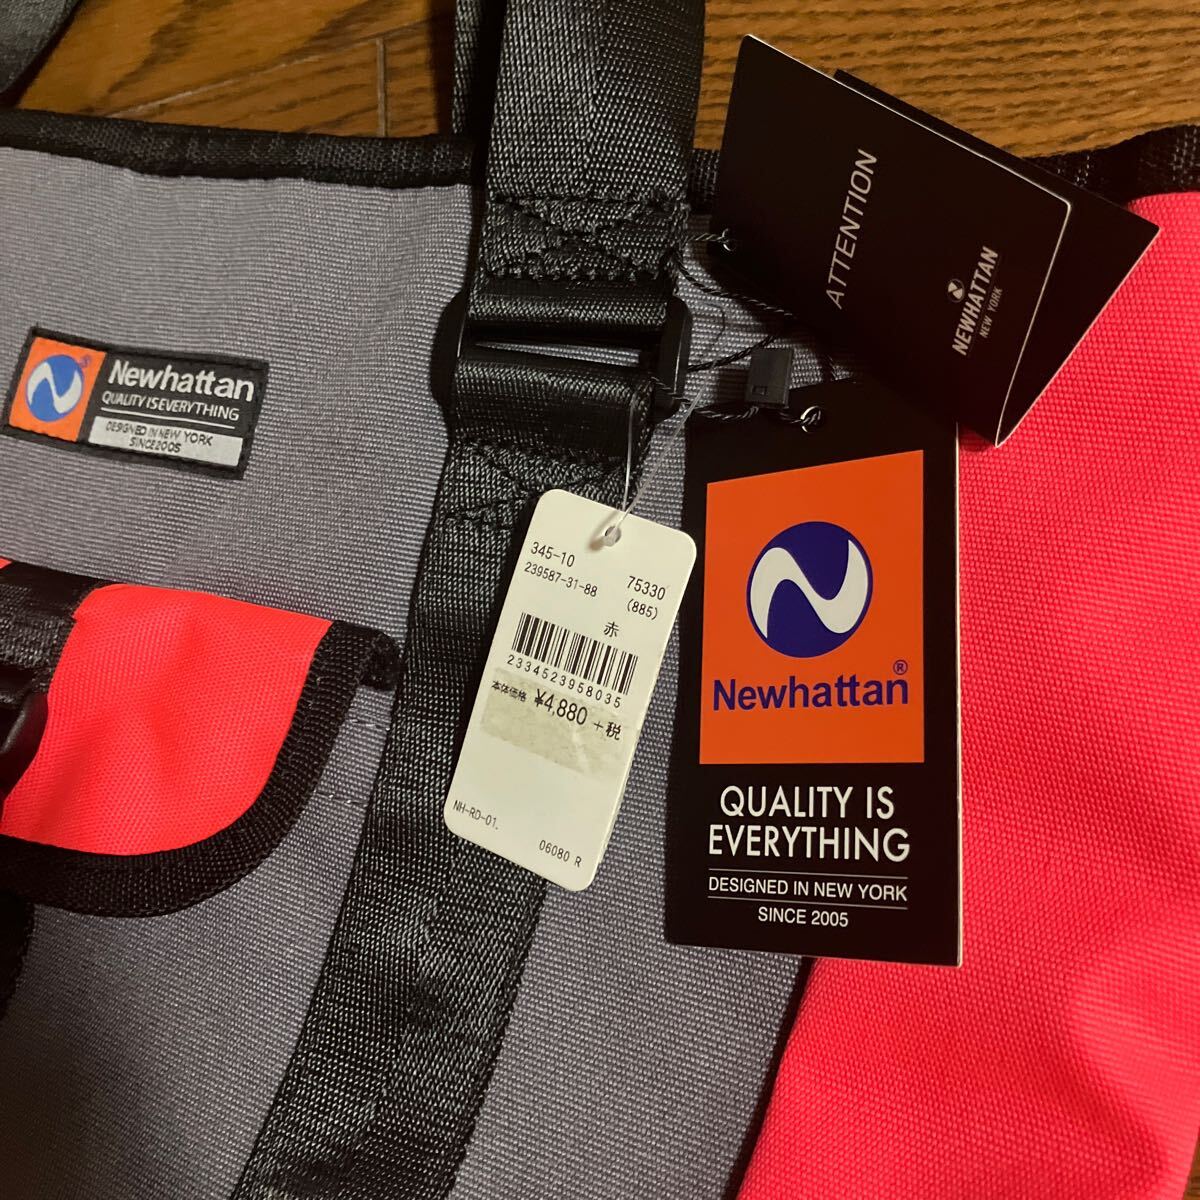 Newhattan
QUALITY IS EVERYTHING
DESIGNED IN NEW YORK
SINCE 2005
ATTENTION
NEWHATTAN
NEW YORK
345-10
75330
239587-31-88
(885)
赤
2334523958035
本体価格 ¥4,880 +税
NH-RD-01.
06080 R
Newhattan®
QUALITY IS
EVERYTHING
DESIGNED IN NEW YORK
SINCE 2005